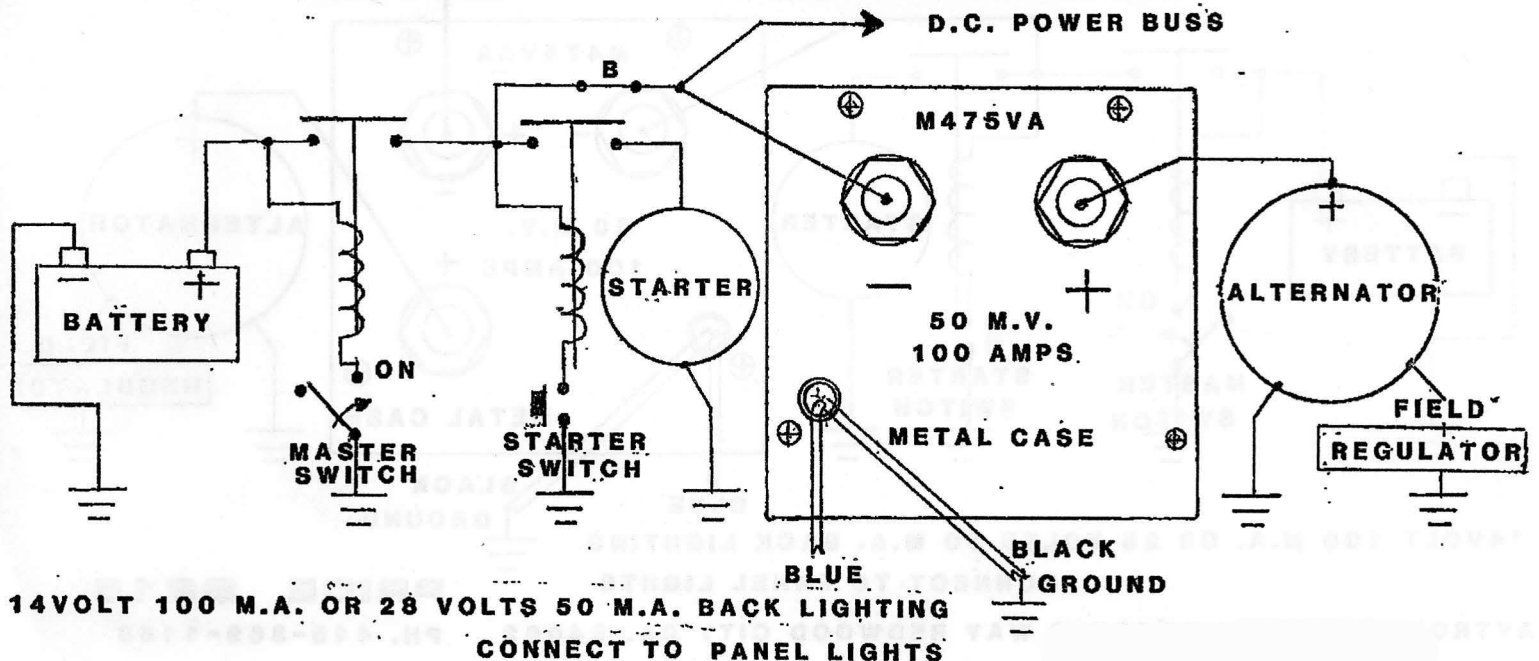 D.C. POWER BUSS
B
M475VA
BATTERY
ON
MASTER
SWITCH
STARTER
SWITCH
STARTER
50 M.V.
100 AMPS
METAL CASE
ALTERNATOR
FIELD
REGULATOR
BLUE
BLACK
GROUND
14VOLT 100 M.A. OR 28 VOLTS 50 M.A. BACK LIGHTING
CONNECT TO PANEL LIGHTS